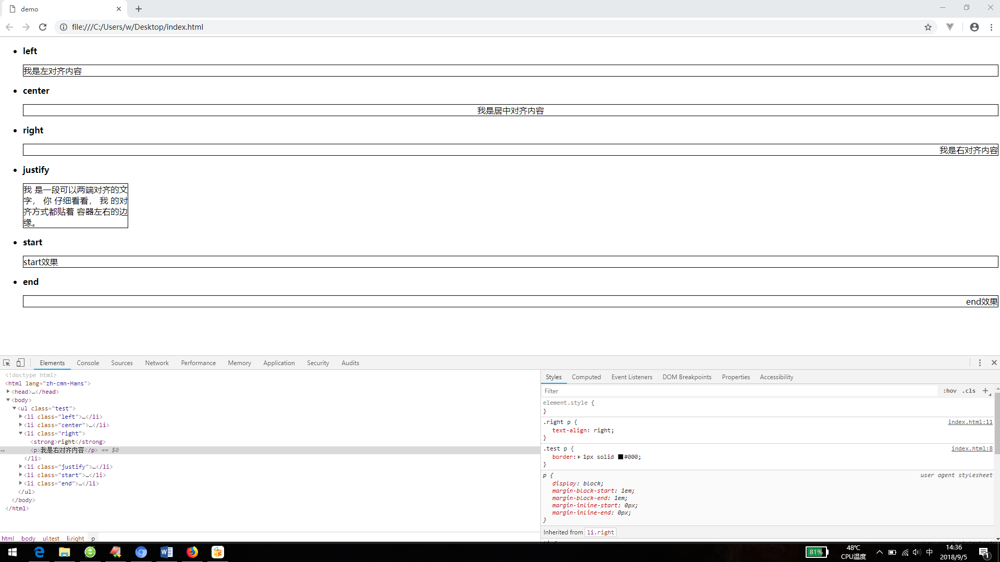 demo
file:///C:/Users/w/Desktop/index.html
left
我是左对齐内容
center
我是居中对齐内容
right
我是右对齐内容
justify
我 是一段可以两端对齐的文
字， 你 仔细看看， 我 的对
齐方式都贴着 容器左右的边
缘。
start
start效果
end
end效果
Elements Console Sources Network Performance Memory Application Security Audits
<!doctype html>
<html lang="zh-cmn-Hans">
<head>…</head>
<body>
<ul class="test">
<li class="left">…</li>
<li class="center">…</li>
<li class="right">
<strong>right</strong>
<p>我是右对齐内容</p> == $0
</li>
<li class="justify">…</li>
<li class="start">…</li>
<li class="end">…</li>
</ul>
</body>
</html>
html body ul.test li.right p
Styles Computed Event Listeners DOM Breakpoints Properties Accessibility
Filter :hov .cls +
element.style {
}
.right p { index.html:11
text-align: right;
}
.test p { index.html:8
border: 1px solid #000;
}
p { user agent stylesheet
display: block;
margin-block-start: 1em;
margin-block-end: 1em;
margin-inline-start: 0px;
margin-inline-end: 0px;
}
Inherited from li.right
81%
48℃
CPU温度
中
14:36
2018/9/5
1